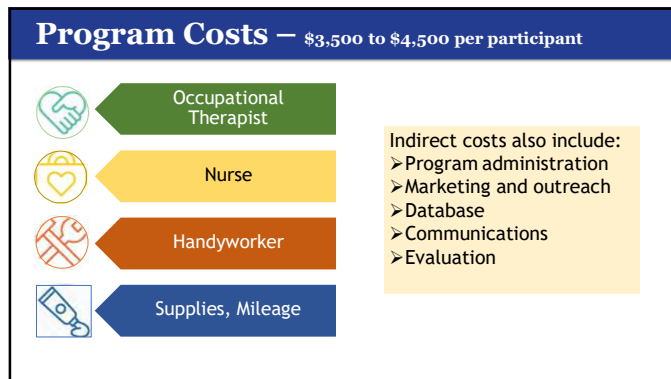 Program Costs – $3,500 to $4,500 per participant
Occupational
Therapist
Nurse
Handyworker
Supplies, Mileage
Indirect costs also include:
➢Program administration
➢Marketing and outreach
➢Database
➢Communications
➢Evaluation